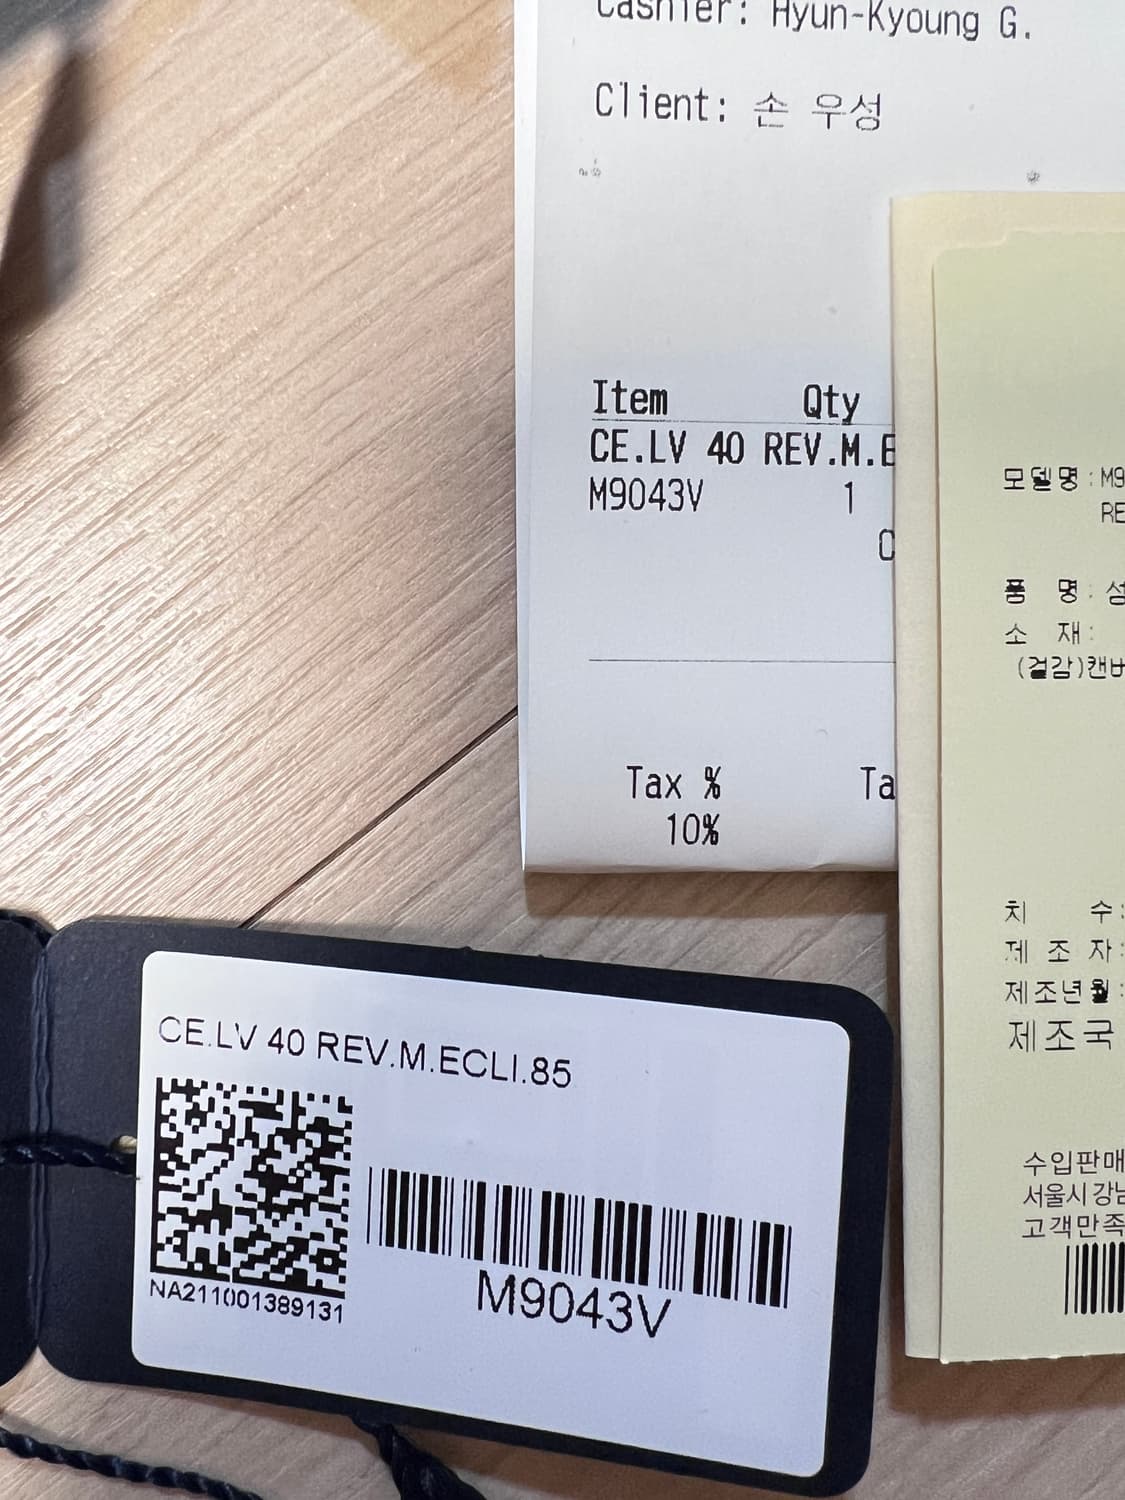 Cashier: Hyun-Kyoung G.
Client: 손 우성
Item Qty
CE.LV 40 REV.M.E
M9043V 1
C
Tax % Ta
10%
모델명 : M9
RE
품 명 : 성
소 재 :
(겉감)캔버
치 수 :
제 조 자 :
제조년월 :
제조국
수입판매
서울시 강남
고객만족
CE.LV 40 REV.M.ECLI.85
NA211001389131
M9043V